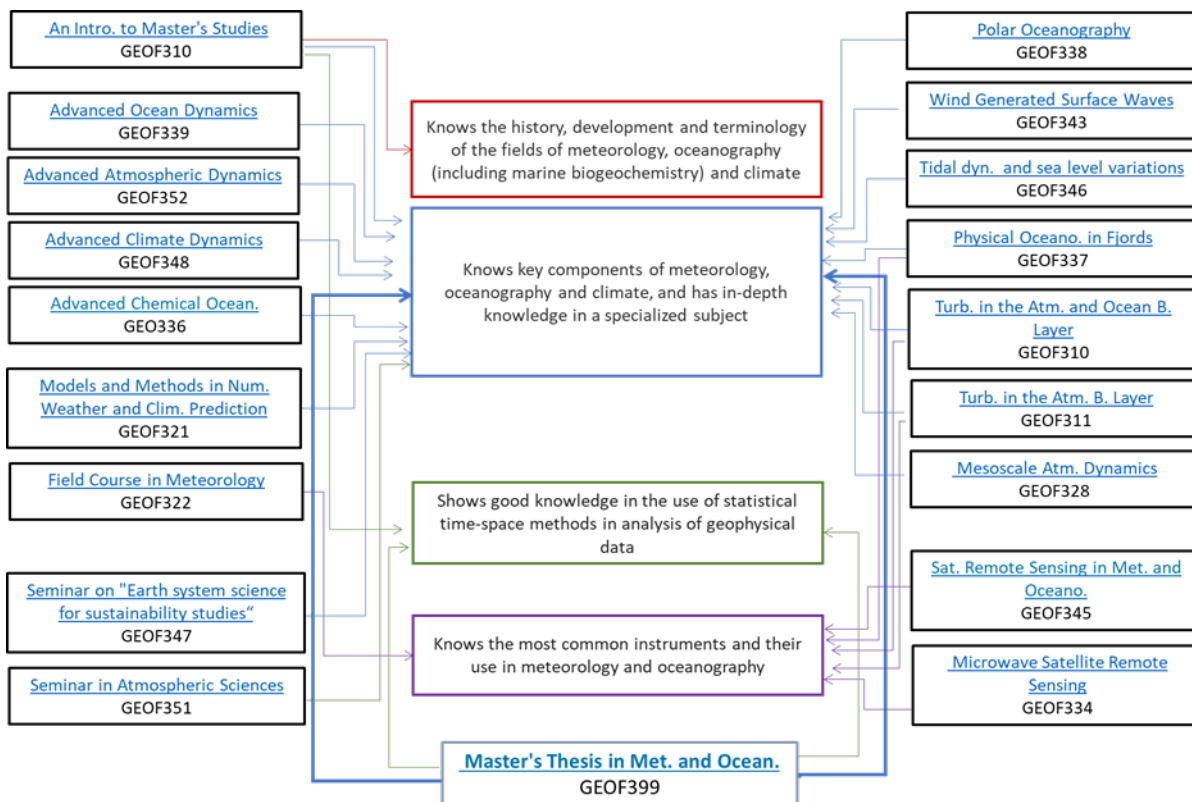 An Intro. to Master's Studies
GEOF310
Advanced Ocean Dynamics
GEOF339
Advanced Atmospheric Dynamics
GEOF352
Advanced Climate Dynamics
GEOF348
Advanced Chemical Ocean.
GEO336
Models and Methods in Num.
Weather and Clim. Prediction
GEOF321
Field Course in Meteorology
GEOF322
Seminar on "Earth system science
for sustainability studies“
GEOF347
Seminar in Atmospheric Sciences
GEOF351
Knows the history, development and terminology
of the fields of meteorology, oceanography
(including marine biogeochemistry) and climate
Knows key components of meteorology,
oceanography and climate, and has in-depth
knowledge in a specialized subject
Shows good knowledge in the use of statistical
time-space methods in analysis of geophysical
data
Knows the most common instruments and their
use in meteorology and oceanography
Master's Thesis in Met. and Ocean.
GEOF399
Polar Oceanography
GEOF338
Wind Generated Surface Waves
GEOF343
Tidal dyn. and sea level variations
GEOF346
Physical Oceano. in Fjords
GEOF337
Turb. in the Atm. and Ocean B.
Layer
GEOF310
Turb. in the Atm. B. Layer
GEOF311
Mesoscale Atm. Dynamics
GEOF328
Sat. Remote Sensing in Met. and
Oceano.
GEOF345
Microwave Satellite Remote
Sensing
GEOF334